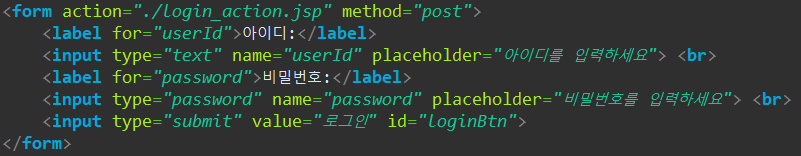 <form action="./login_action.jsp" method="post">
<label for="userId">아이디:</label>
<input type="text" name="userId" placeholder="아이디를 입력하세요"> <br>
<label for="password">비밀번호:</label>
<input type="password" name="password" placeholder="비밀번호를 입력하세요"> <br>
<input type="submit" value="로그인" id="loginBtn">
</form>